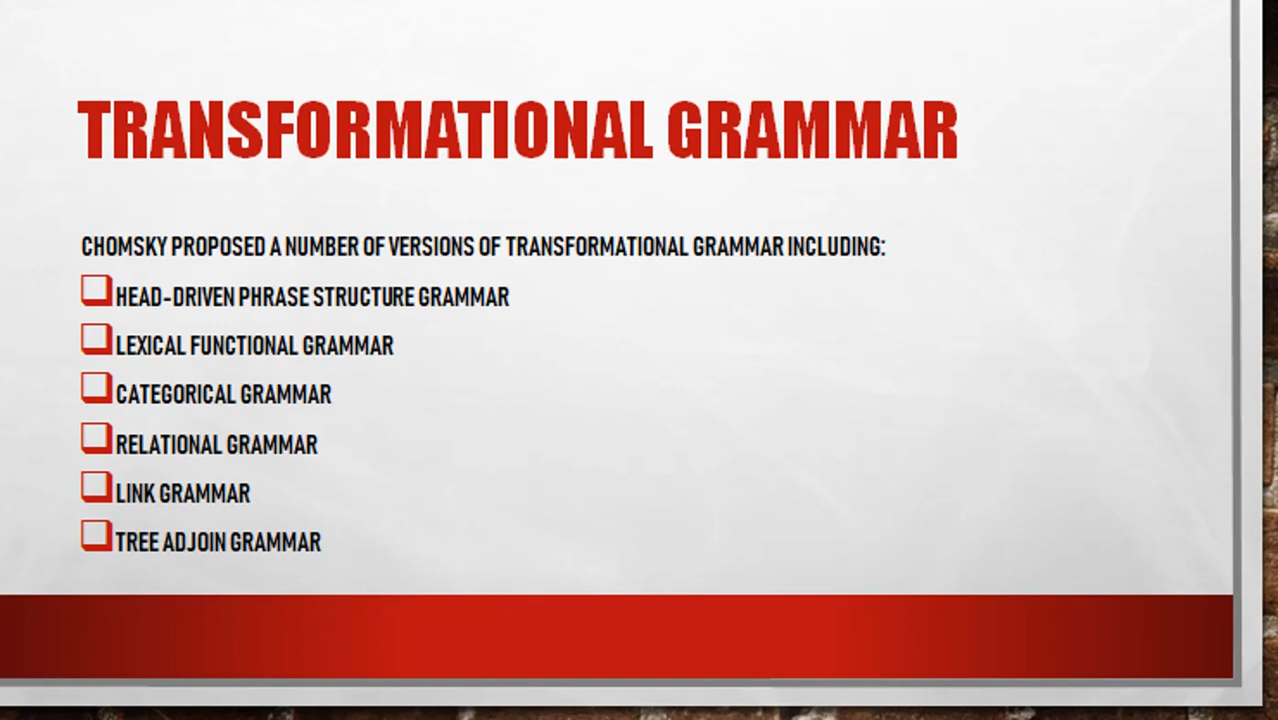 TRANSFORMATIONAL GRAMMAR
CHOMSKY PROPOSED A NUMBER OF VERSIONS OF TRANSFORMATIONAL GRAMMAR INCLUDING:
HEAD-DRIVEN PHRASE STRUCTURE GRAMMAR
LEXICAL FUNCTIONAL GRAMMAR
CATEGORICAL GRAMMAR
RELATIONAL GRAMMAR
LINK GRAMMAR
TREE ADJOIN GRAMMAR